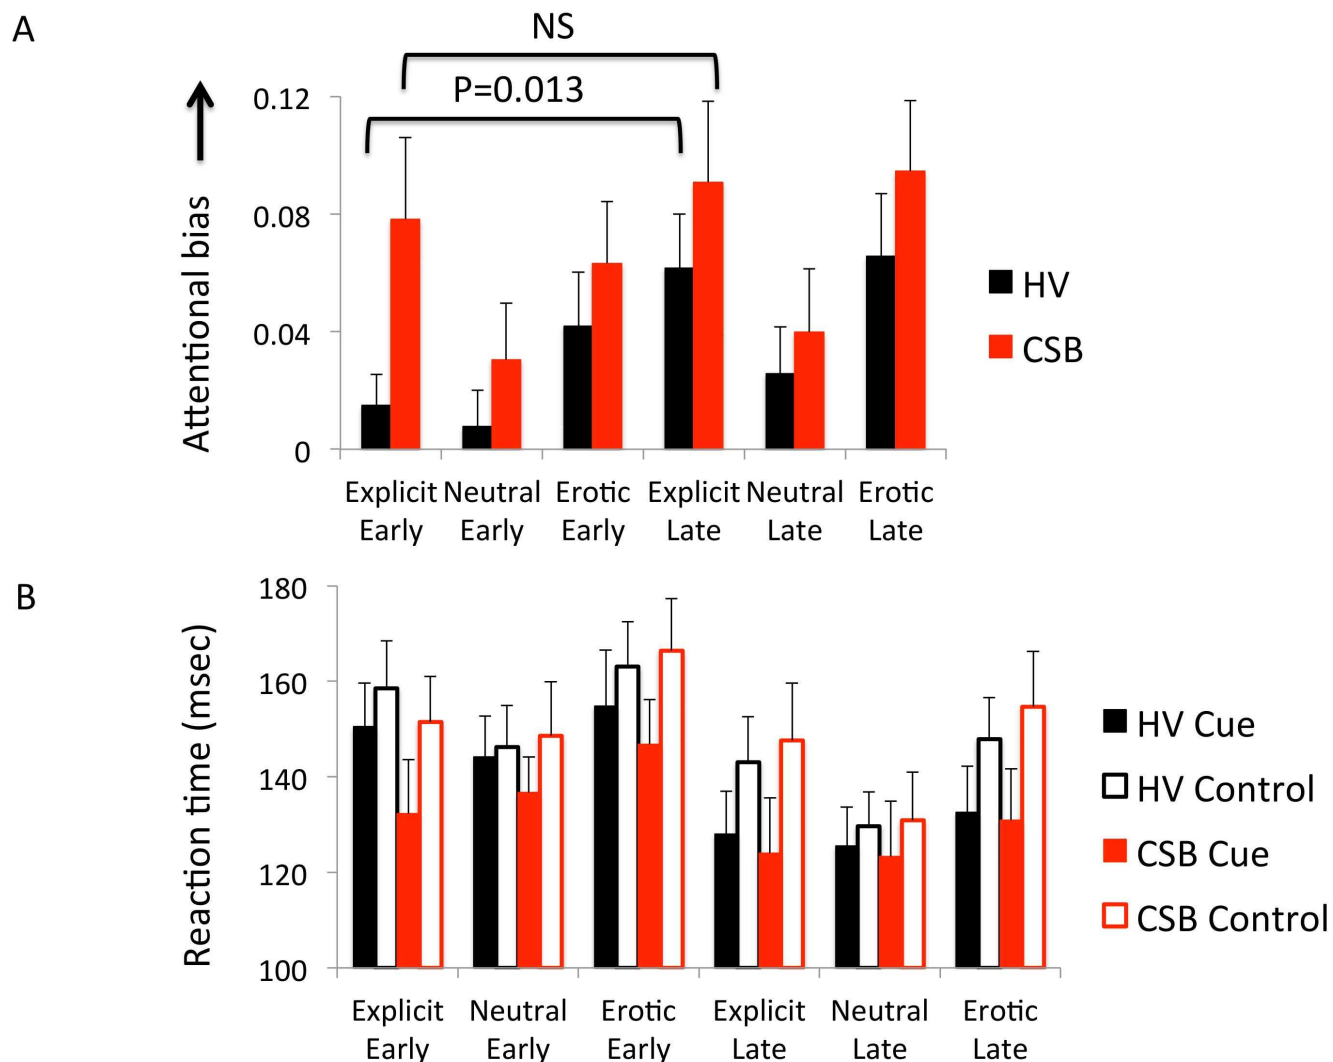 A
NS
P=0.013
Attentional bias
0.12
0.08
0.04
0
HV
CSB
Explicit Early
Neutral Early
Erotic Early
Explicit Late
Neutral Late
Erotic Late
B
Reaction time (msec)
180
160
140
120
100
HV Cue
HV Control
CSB Cue
CSB Control
Explicit Early
Neutral Early
Erotic Early
Explicit Late
Neutral Late
Erotic Late